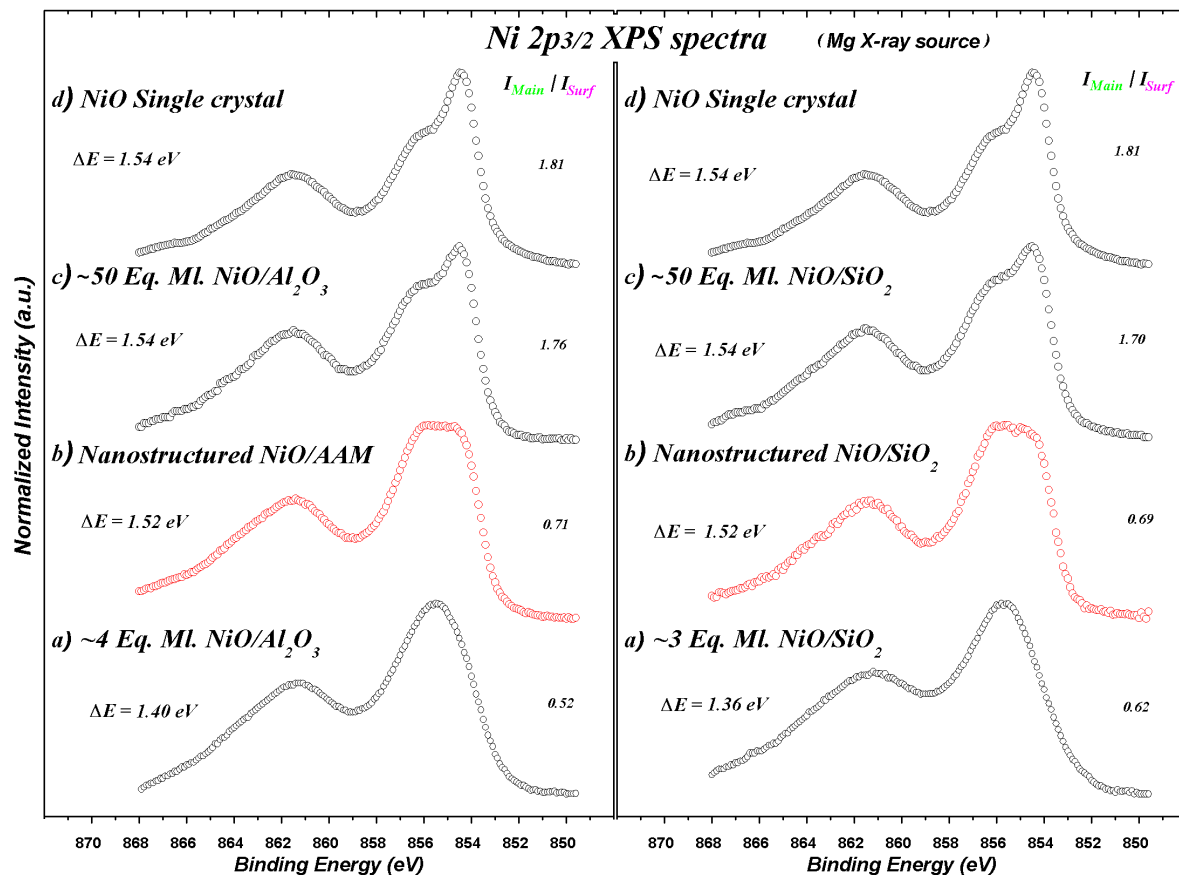 Ni 2p3/2 XPS spectra (Mg X-ray source)
Normalized Intensity (a.u.)
d) NiO Single crystal
I_Main / I_Surf
ΔE = 1.54 eV
1.81
c) ~50 Eq. Ml. NiO/Al₂O₃
ΔE = 1.54 eV
1.76
b) Nanostructured NiO/AAM
ΔE = 1.52 eV
0.71
a) ~4 Eq. Ml. NiO/Al₂O₃
ΔE = 1.40 eV
0.52
870 868 866 864 862 860 858 856 854 852 850
Binding Energy (eV)
d) NiO Single crystal
I_Main / I_Surf
ΔE = 1.54 eV
1.81
c) ~50 Eq. Ml. NiO/SiO₂
ΔE = 1.54 eV
1.70
b) Nanostructured NiO/SiO₂
ΔE = 1.52 eV
0.69
a) ~3 Eq. Ml. NiO/SiO₂
ΔE = 1.36 eV
0.62
870 868 866 864 862 860 858 856 854 852 850
Binding Energy (eV)